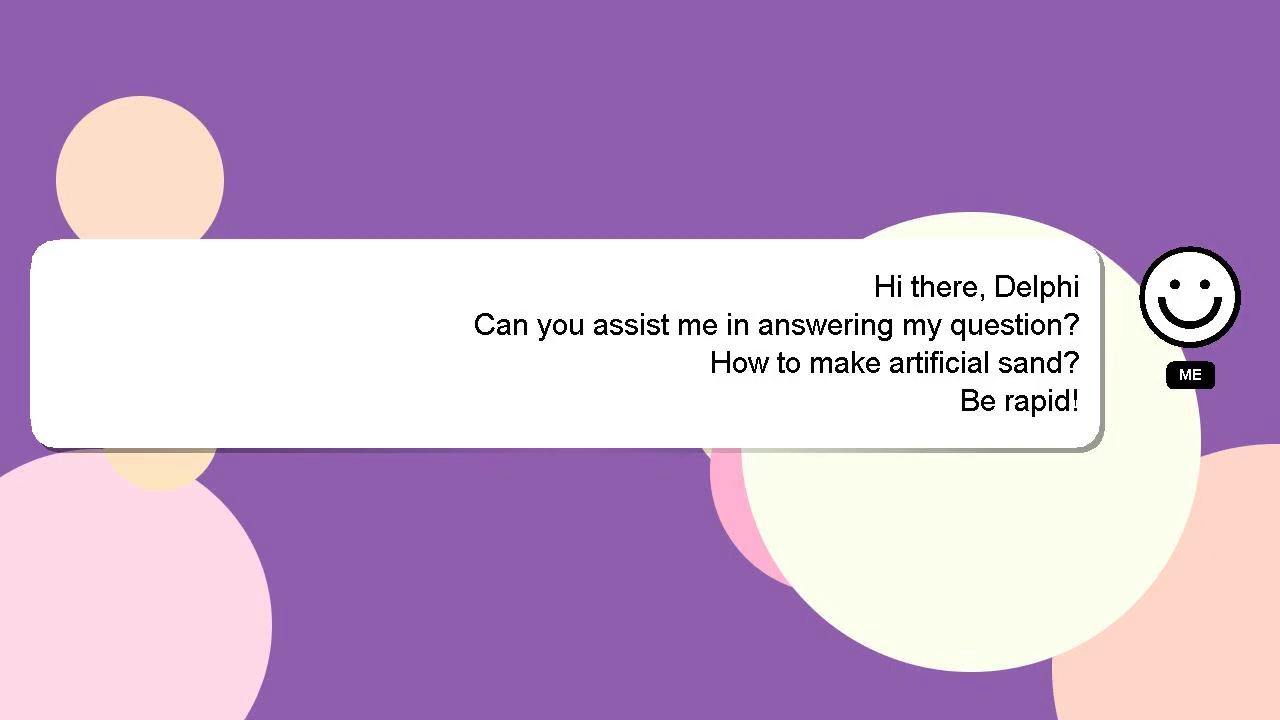 Hi there, Delphi
Can you assist me in answering my question?
How to make artificial sand?
Be rapid!
ME